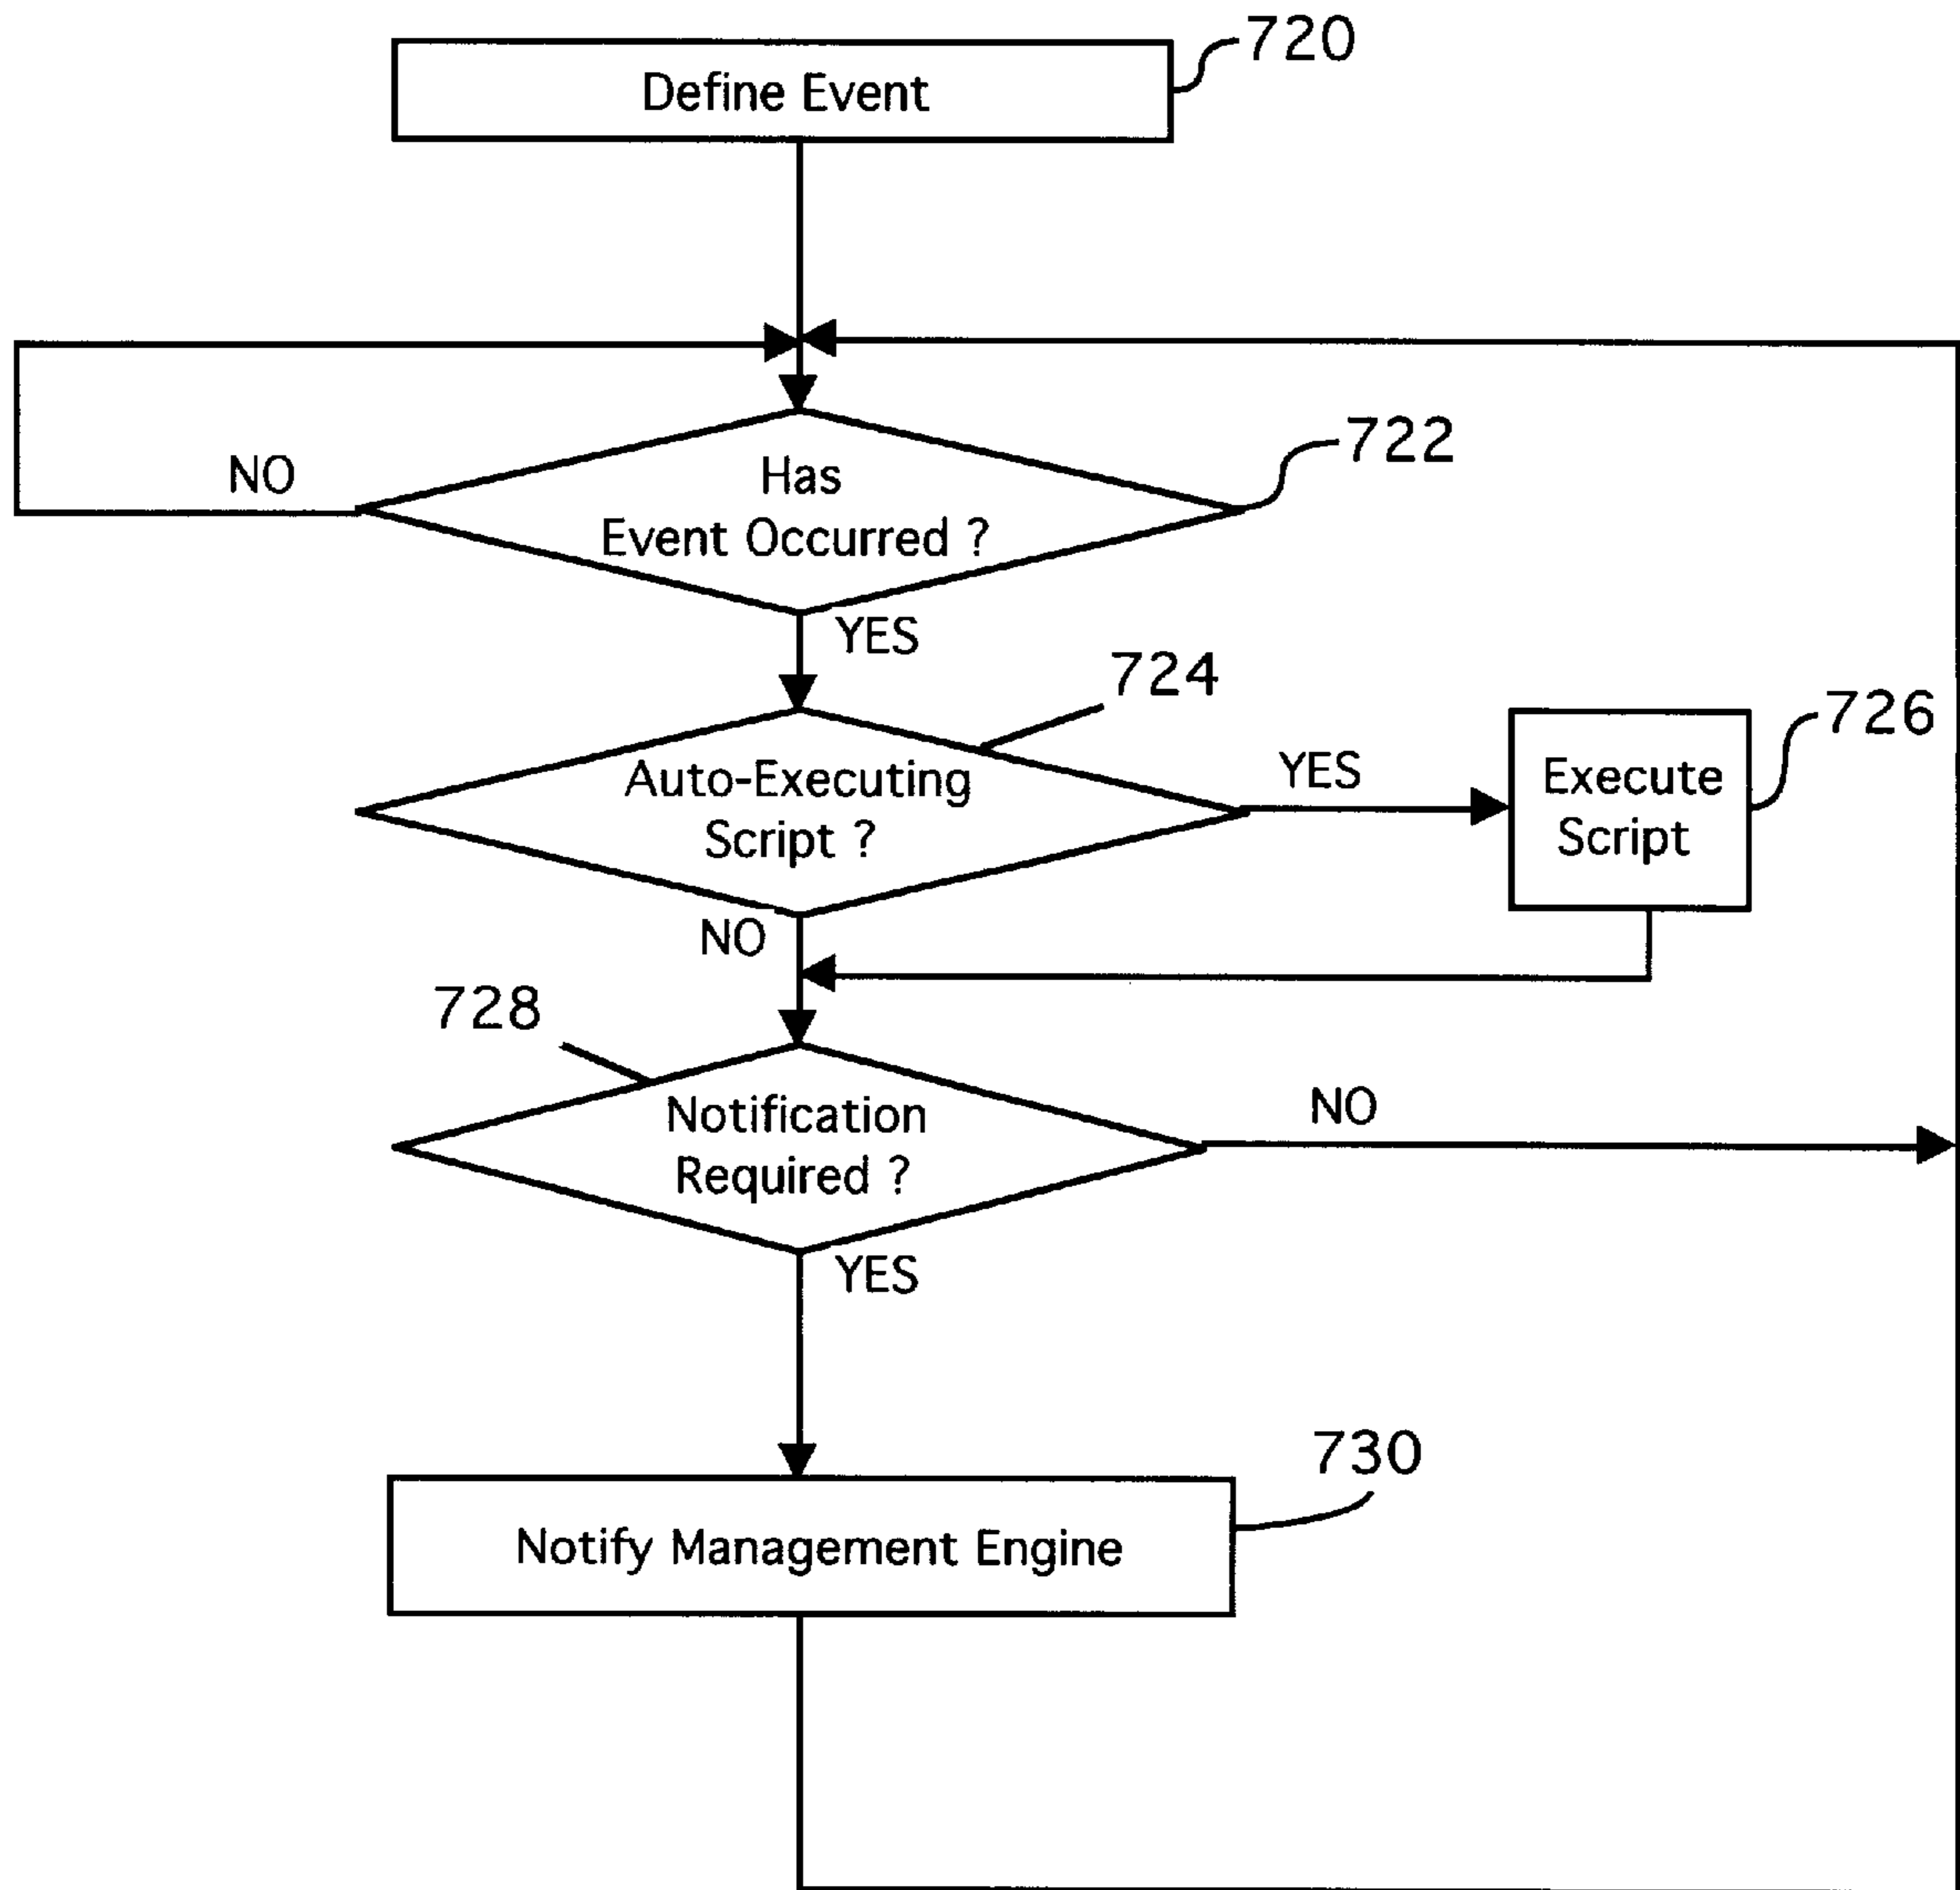 720
Define Event
722
NO
Has
Event Occurred ?
YES
724
726
YES
Auto-Executing
Script ?
Execute
Script
NO
728
NO
Notification
Required ?
YES
730
Notify Management Engine